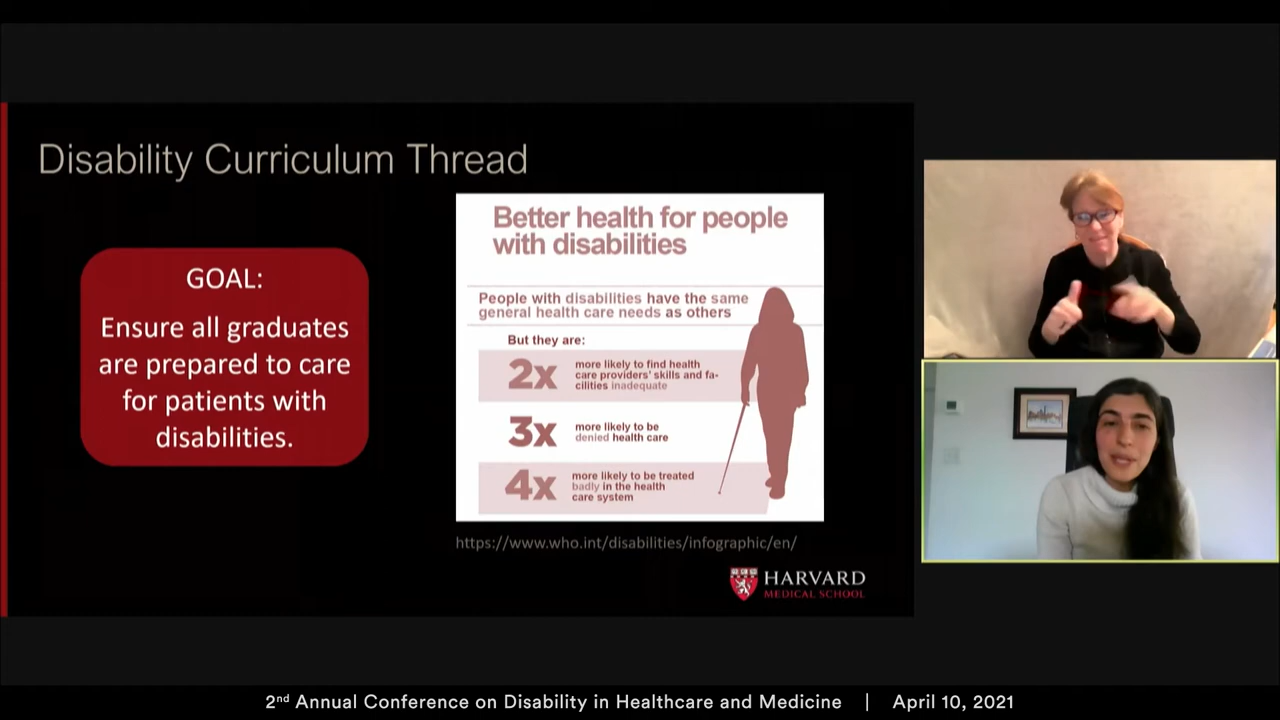 Disability Curriculum Thread
GOAL:
Ensure all graduates
are prepared to care
for patients with
disabilities.
Better health for people
with disabilities
People with disabilities have the same
general health care needs as others
But they are:
2x
more likely to find health
care providers' skills and fa-
cilities inadequate
3x
more likely to be
denied health care
4x
more likely to be treated
badly in the health
care system
https://www.who.int/disabilities/infographic/en/
HARVARD
MEDICAL SCHOOL
2nd Annual Conference on Disability in Healthcare and Medicine | April 10, 2021